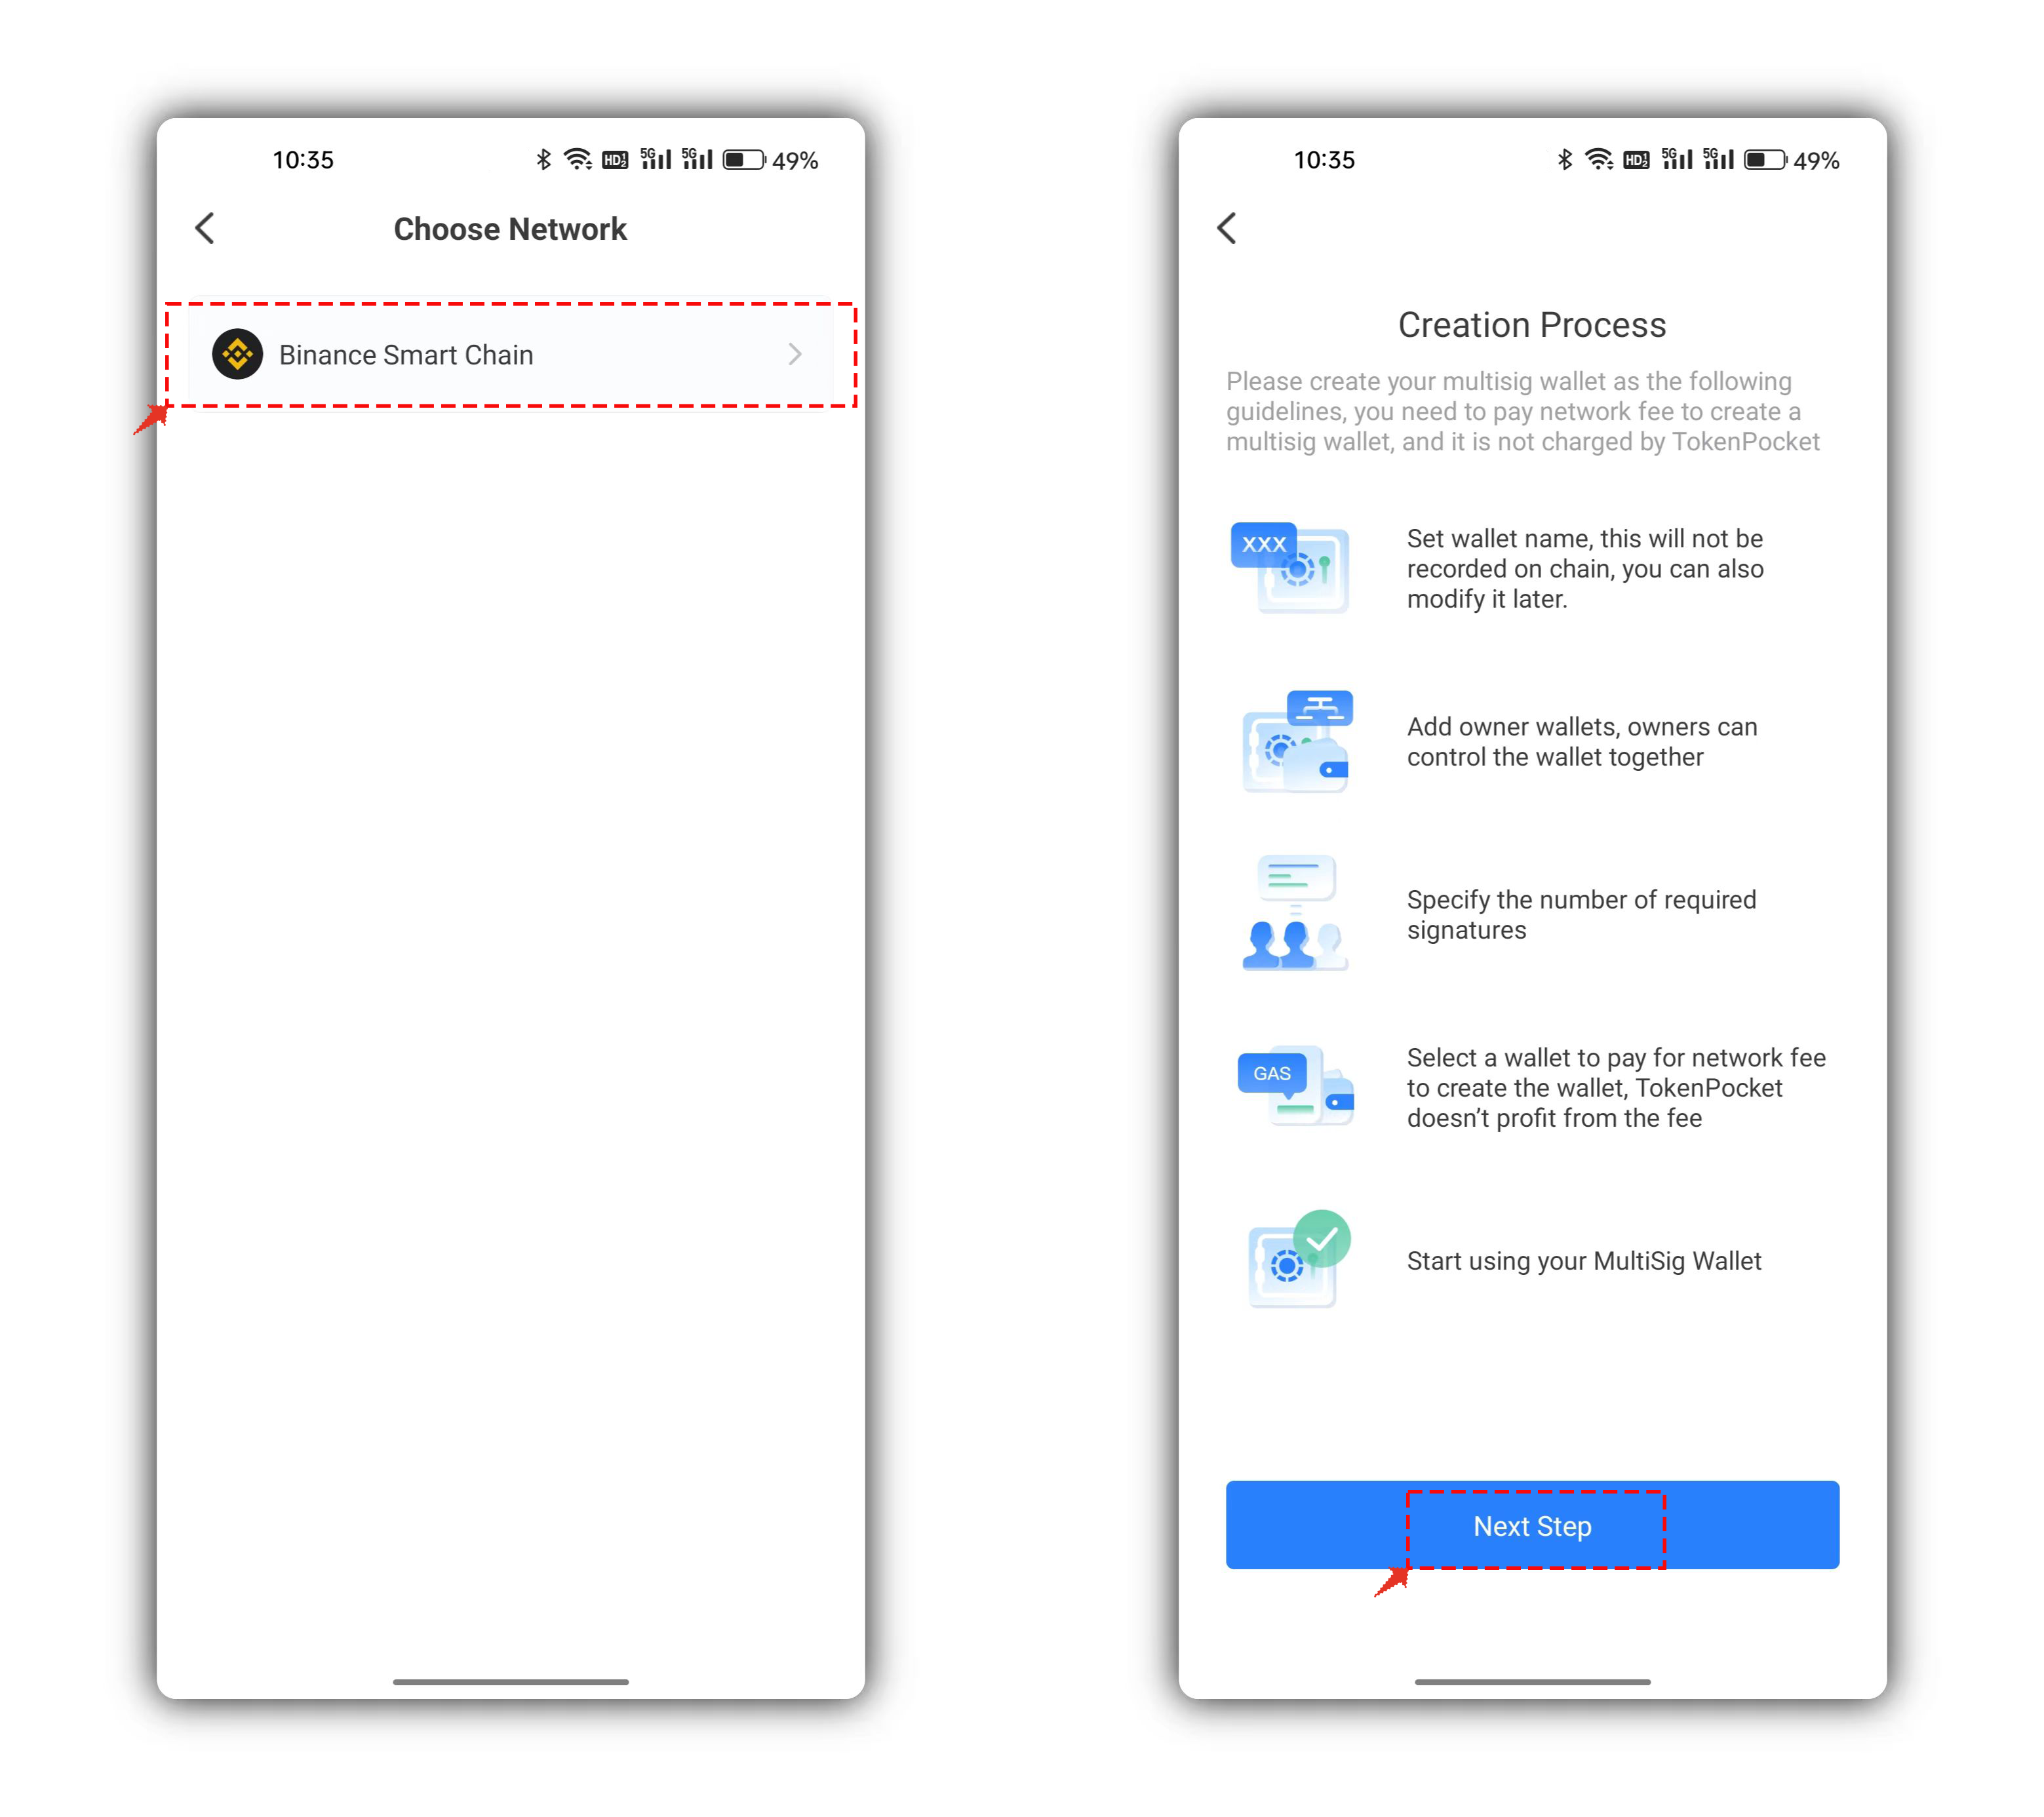 10:35
HD 1 2
5G
5G
49%
Choose Network
Binance Smart Chain
10:35
HD 1 2
5G
5G
49%
Creation Process
Please create your multisig wallet as the following
guidelines, you need to pay network fee to create a
multisig wallet, and it is not charged by TokenPocket
XXX
Set wallet name, this will not be
recorded on chain, you can also
modify it later.
Add owner wallets, owners can
control the wallet together
Specify the number of required
signatures
GAS
Select a wallet to pay for network fee
to create the wallet, TokenPocket
doesn’t profit from the fee
Start using your MultiSig Wallet
Next Step